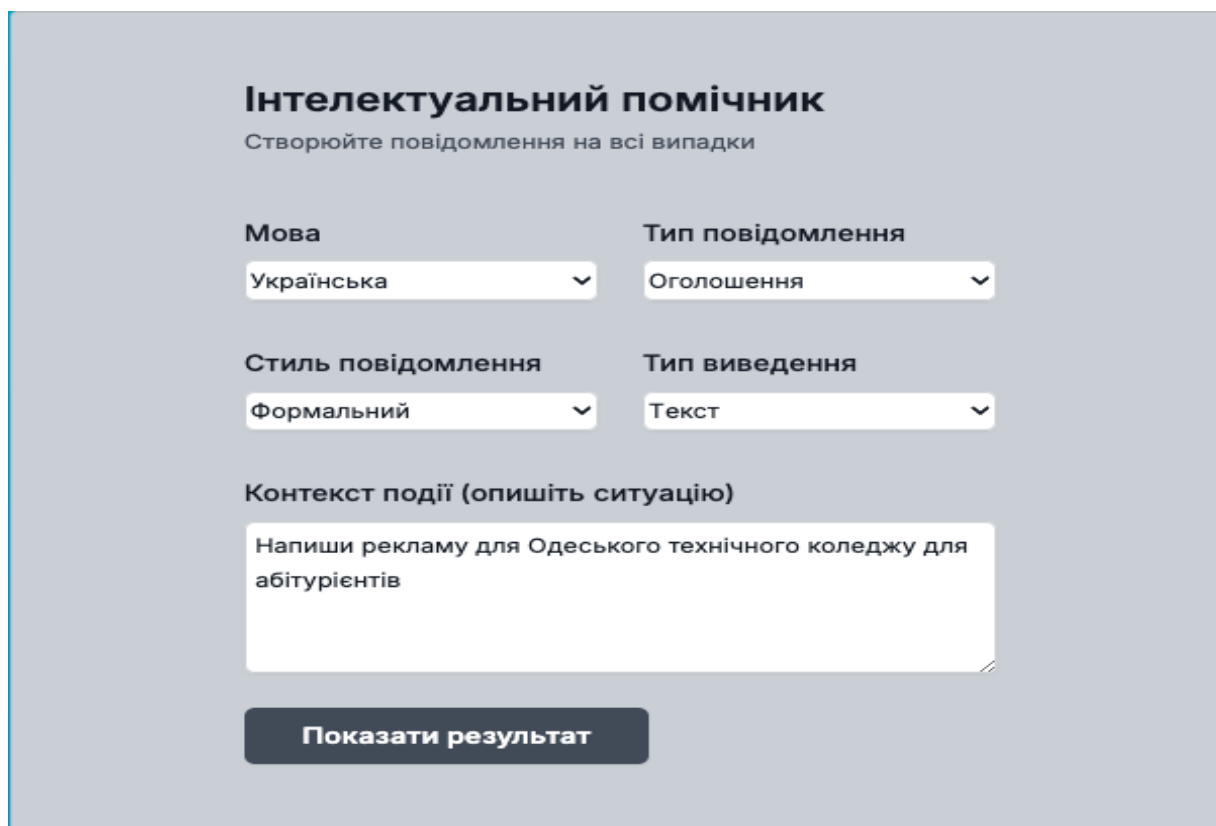 Інтелектуальний помічник
Створюйте повідомлення на всі випадки
Мова
Тип повідомлення
Українська
Оголошення
Стиль повідомлення
Тип виведення
Формальний
Текст
Контекст події (опишіть ситуацію)
Напиши рекламу для Одеського технічного коледжу для
абітурієнтів
Показати результат